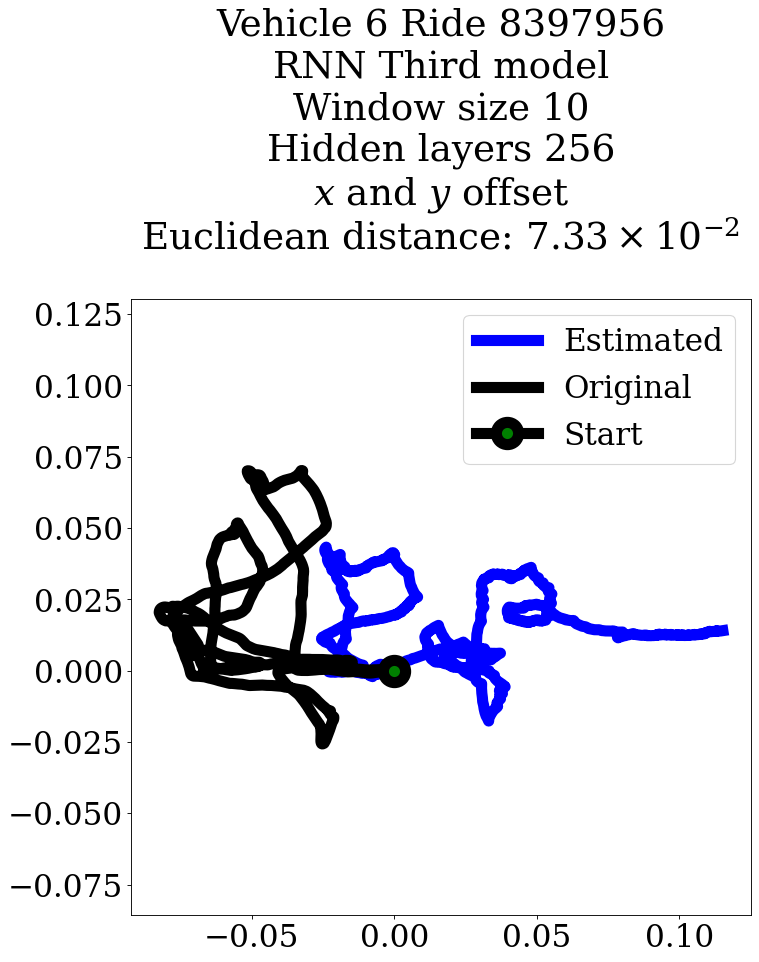 Vehicle 6 Ride 8397956
RNN Third model
Window size 10
Hidden layers 256
x and y offset
Euclidean distance: 7.33 × 10⁻²
Estimated
Original
Start
0.125
0.100
0.075
0.050
0.025
0.000
−0.025
−0.050
−0.075
−0.05 0.00 0.05 0.10